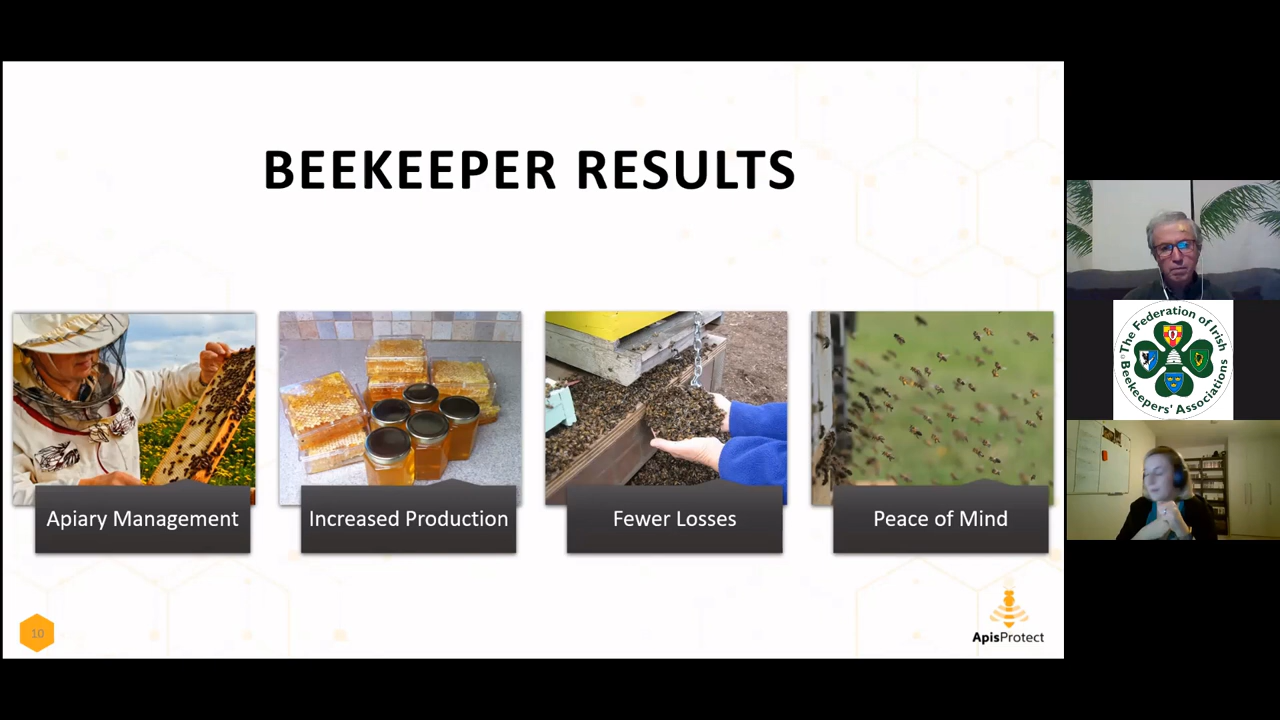 BEEKEEPER RESULTS
Apiary Management
Increased Production
Fewer Losses
Peace of Mind
10
ApisProtect
The Federation of Irish
Beekeepers' Associations